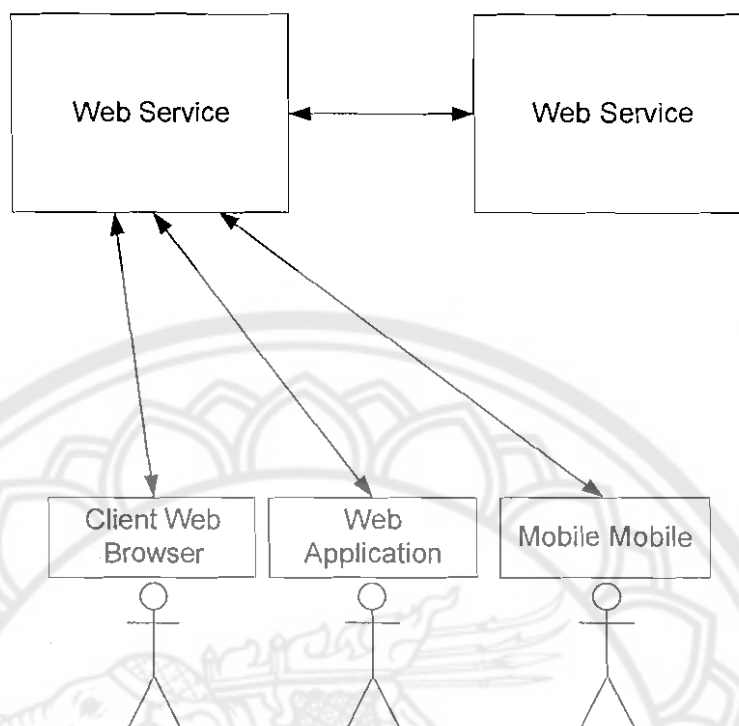 Web Service
Web Service
Client Web
Browser
Web
Application
Mobile Mobile